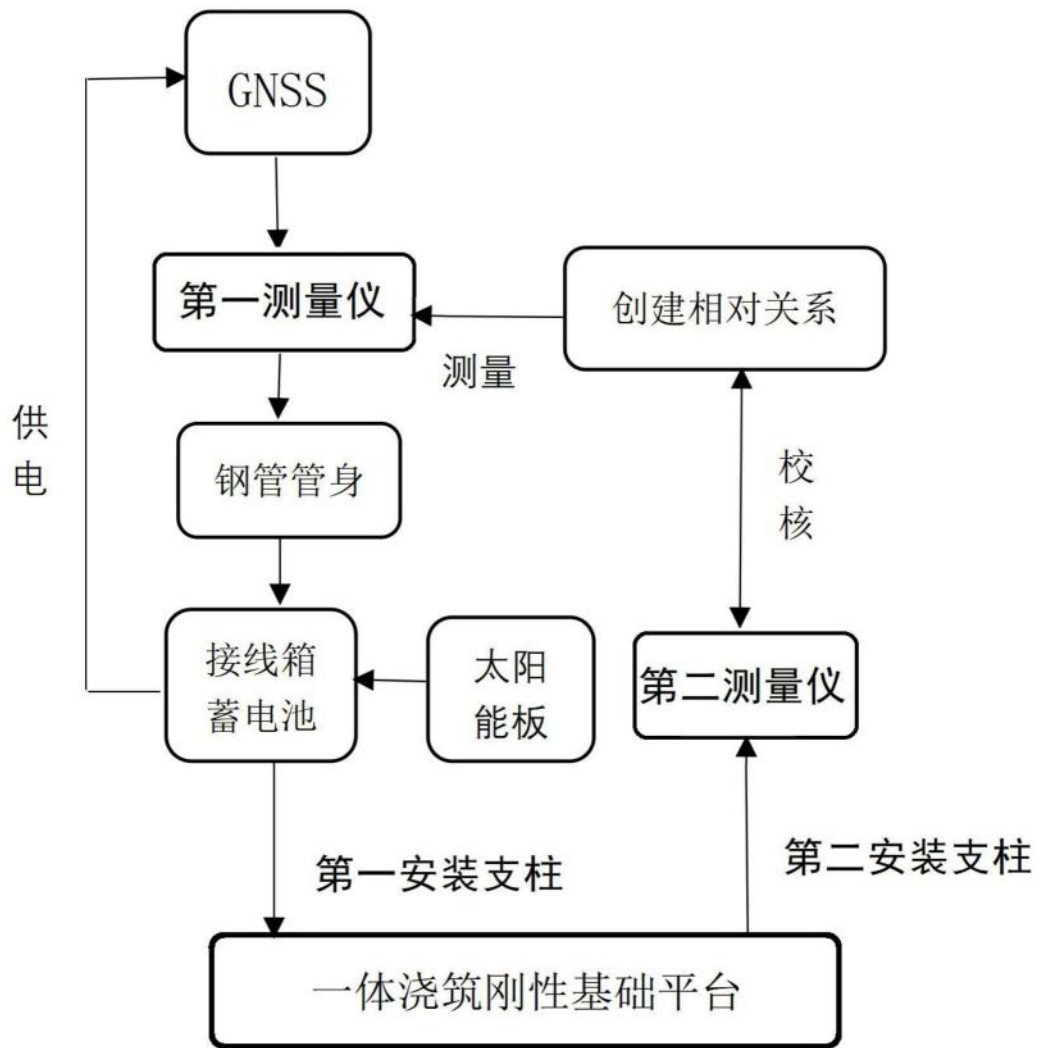 GNSS
第一测量仪
创建相对关系
测量
供
电
钢管管身
校
核
接线箱
蓄电池
太阳
能板
第二测量仪
第一安装支柱
第二安装支柱
一体浇筑刚性基础平台